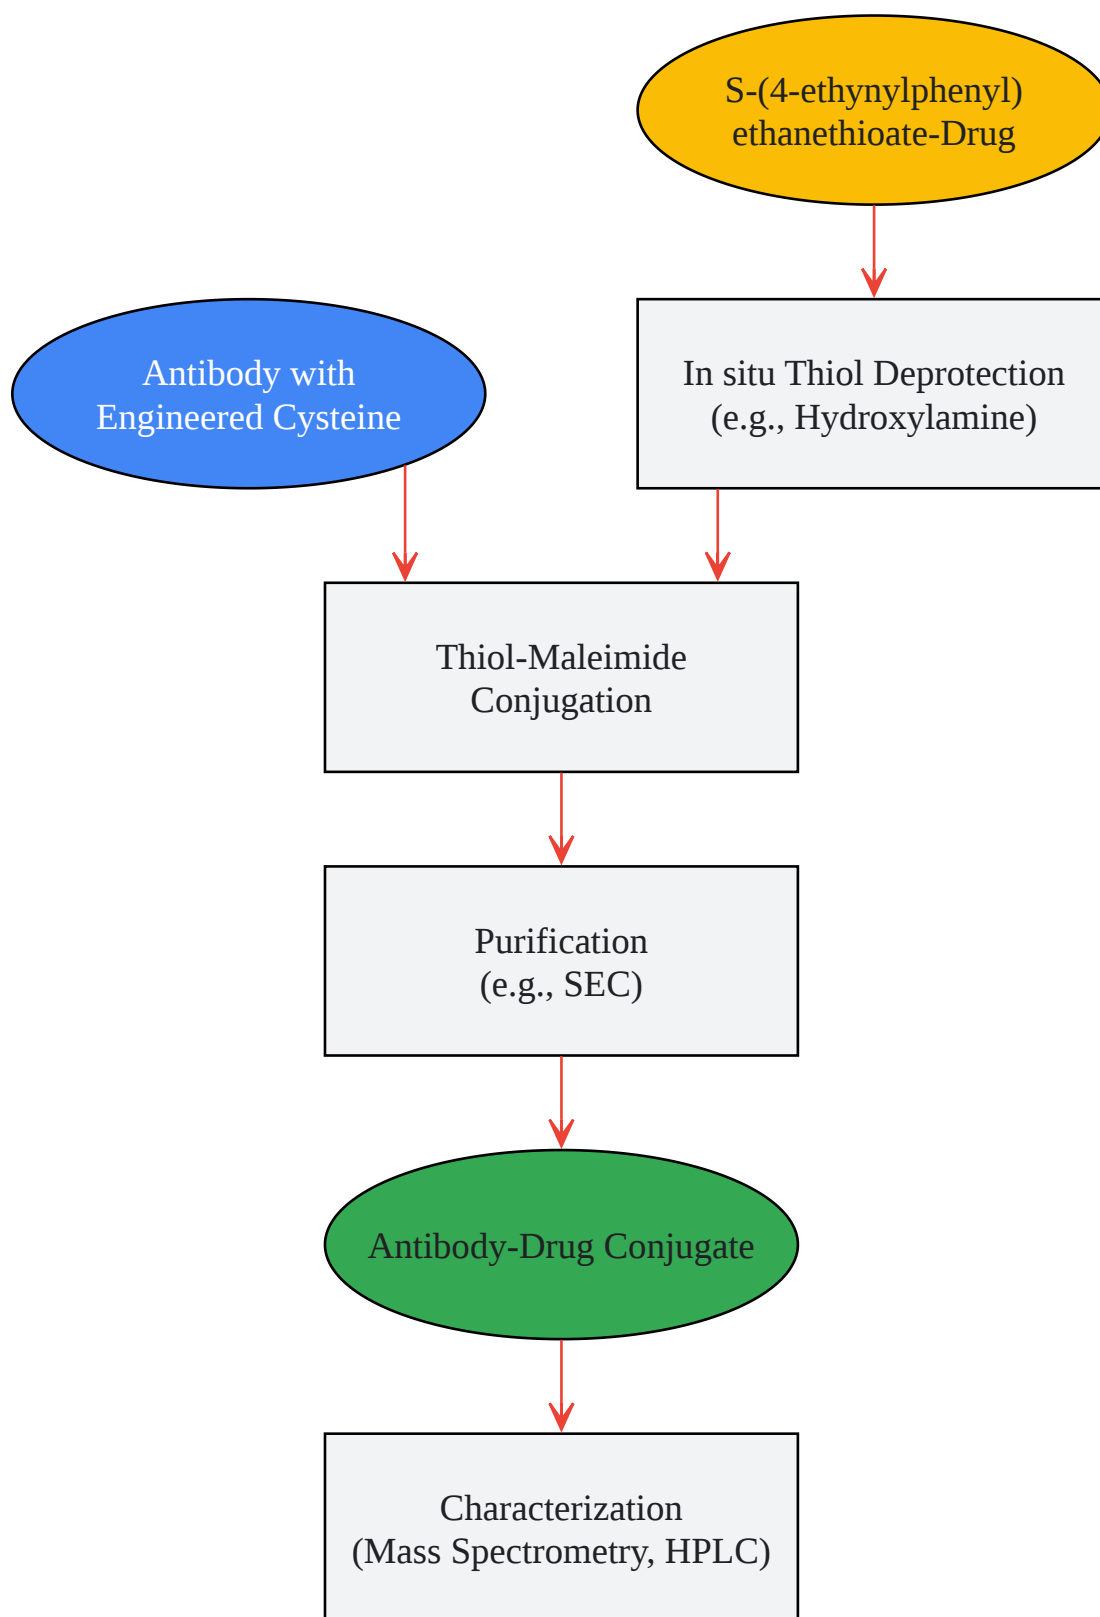 S-(4-ethynylphenyl)
ethanethioate-Drug
Antibody with
Engineered Cysteine
In situ Thiol Deprotection
(e.g., Hydroxylamine)
Thiol-Maleimide
Conjugation
Purification
(e.g., SEC)
Antibody-Drug Conjugate
Characterization
(Mass Spectrometry, HPLC)